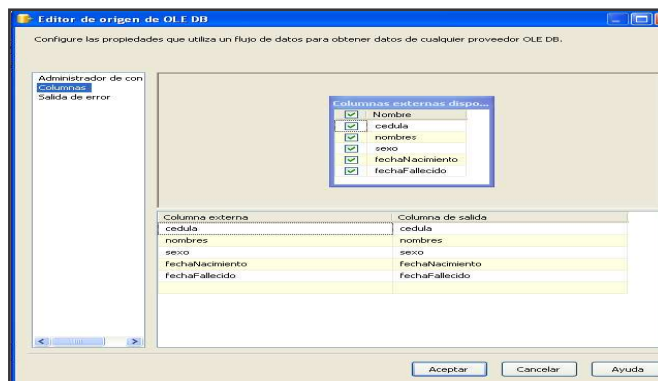 Editor de origen de OLE DB
Configure las propiedades que utiliza un flujo de datos para obtener datos de cualquier proveedor OLE DB.
Administrador de con
Columnas
Salida de error
Columnas externas dispo...
Nombre
cedula
nombres
sexo
fechaNacimiento
fechaFallecido
Columna externa Columna de salida
cedula cedula
nombres nombres
sexo sexo
fechaNacimiento fechaNacimiento
fechaFallecido fechaFallecido
Aceptar Cancelar Ayuda